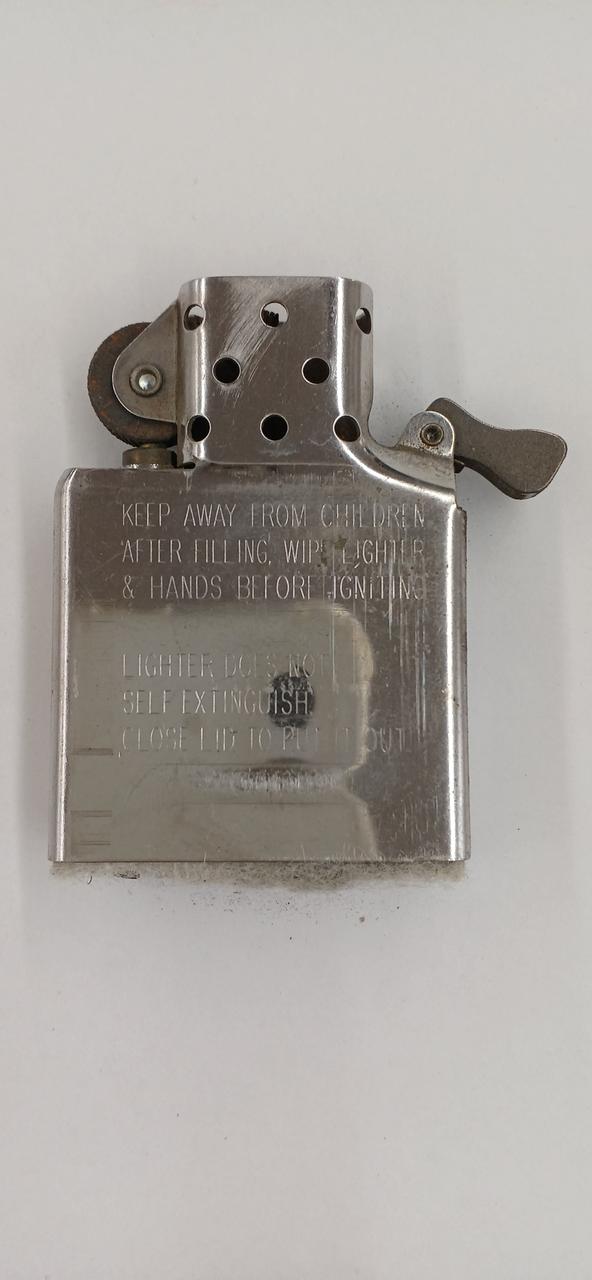 KEEP AWAY FROM CHILDREN
AFTER FILLING, WIPE LIGHTER
& HANDS BEFORE IGNITING
LIGHTER DOES NOT
SELF EXTINGUISH
CLOSE LID TO PUT IT OUT